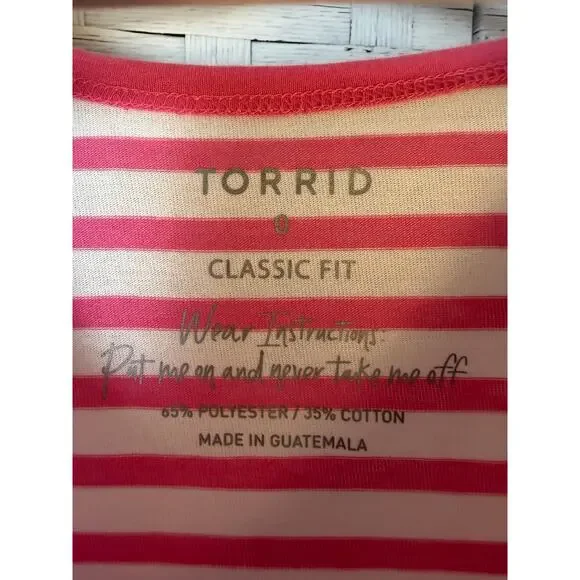 TORRID
0
CLASSIC FIT
Wear Instructions:
Put me on and never take me off
65% POLYESTER / 35% COTTON
MADE IN GUATEMALA